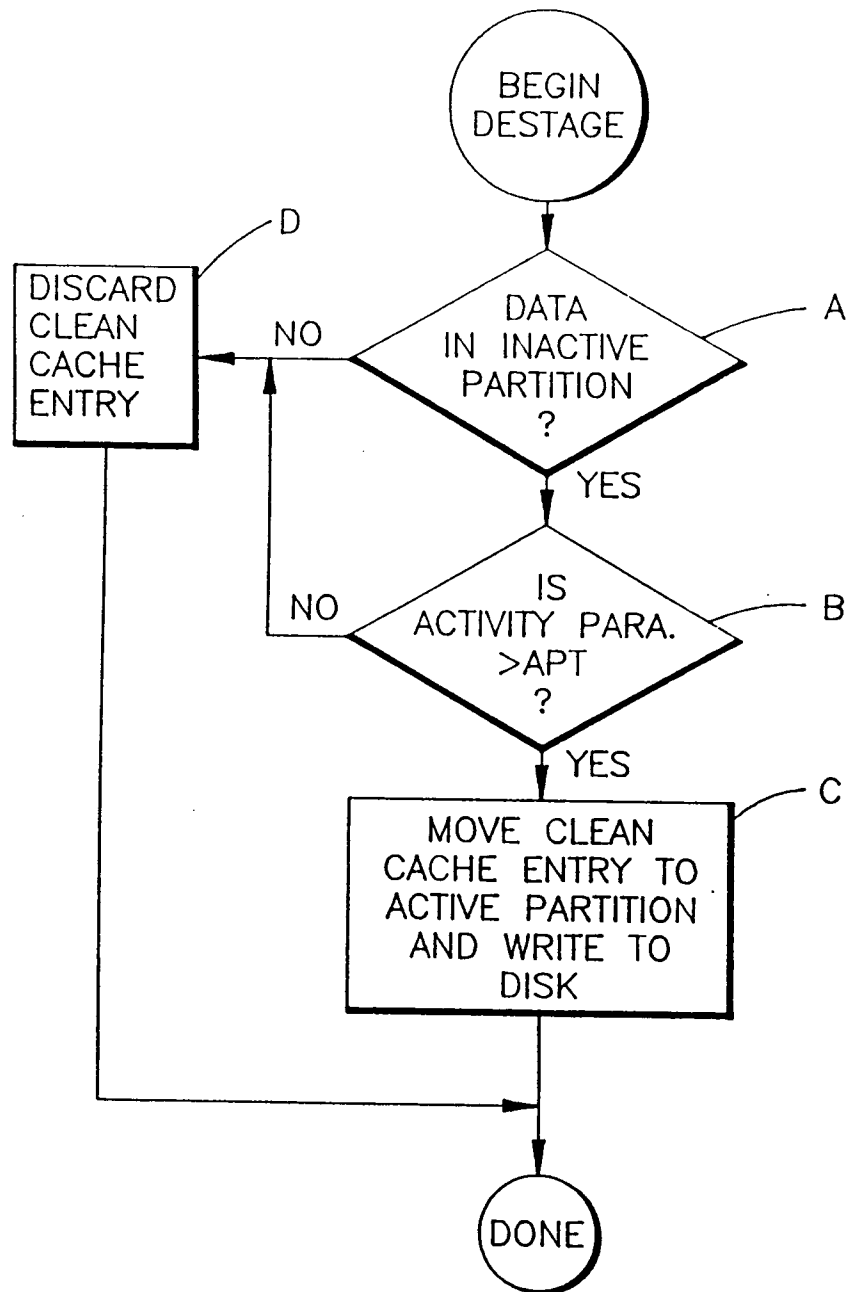 BEGIN
DESTAGE
D
DISCARD
CLEAN
CACHE
ENTRY
NO
DATA
IN INACTIVE
PARTITION
?
A
YES
NO
IS
ACTIVITY PARA.
>APT
?
B
YES
C
MOVE CLEAN
CACHE ENTRY TO
ACTIVE PARTITION
AND WRITE TO
DISK
DONE